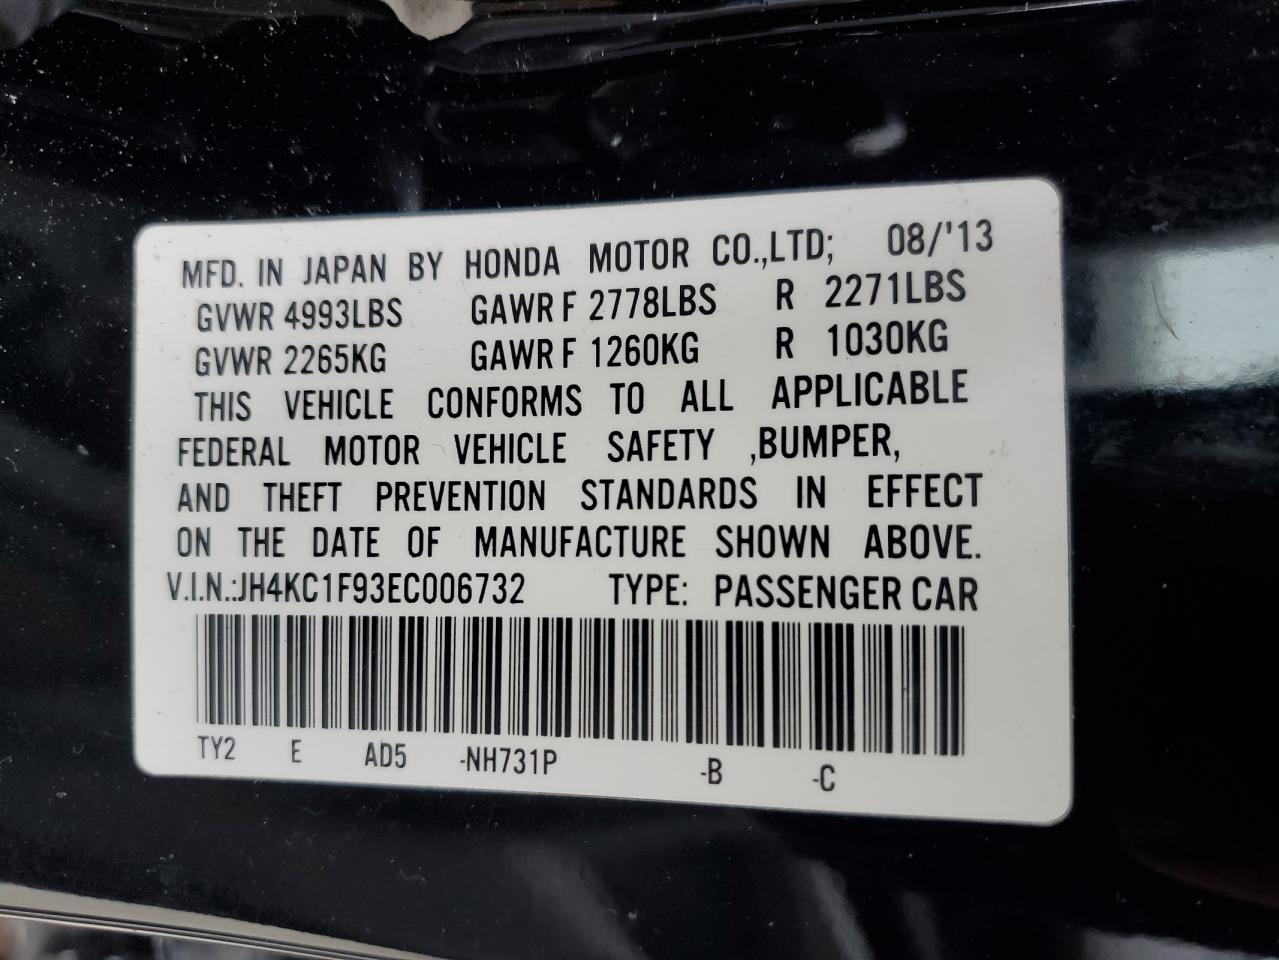 MFD. IN JAPAN BY HONDA MOTOR CO.,LTD; 08/'13
GVWR 4993LBS GAWR F 2778LBS R 2271LBS
GVWR 2265KG GAWR F 1260KG R 1030KG
THIS VEHICLE CONFORMS TO ALL APPLICABLE
FEDERAL MOTOR VEHICLE SAFETY ,BUMPER,
AND THEFT PREVENTION STANDARDS IN EFFECT
ON THE DATE OF MANUFACTURE SHOWN ABOVE.
V.I.N.:JH4KC1F93EC006732 TYPE: PASSENGER CAR
TY2 E AD5 -NH731P -B -C